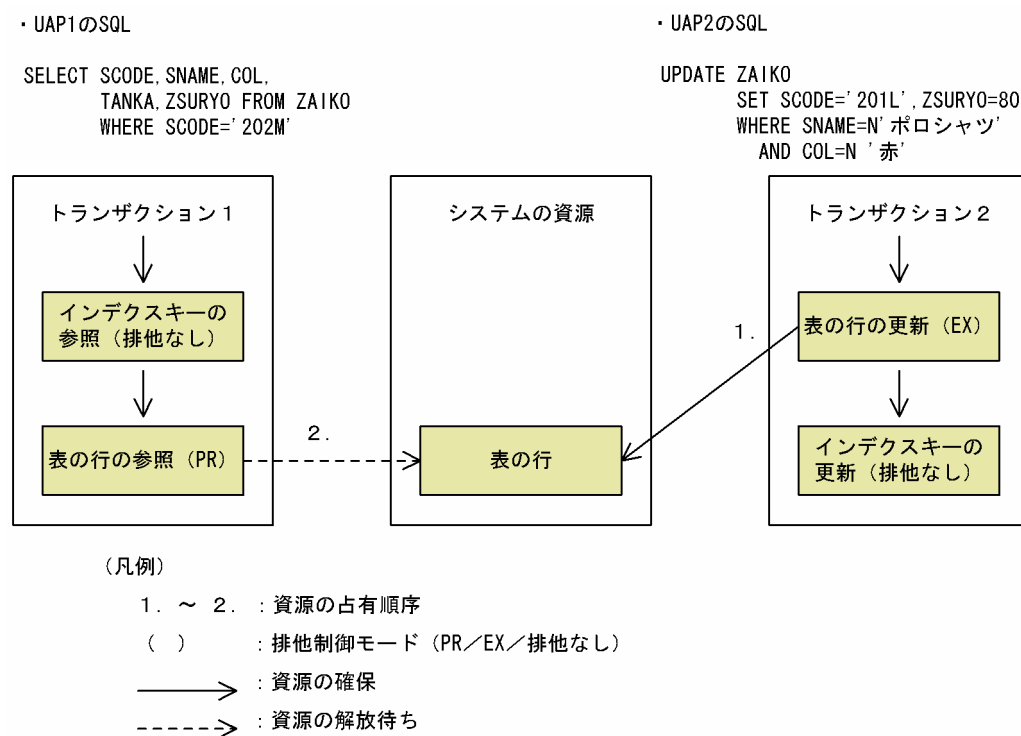 ・UAP1のSQL
SELECT SCODE,SNAME,COL,
TANKA,ZSURYO FROM ZAIKO
WHERE SCODE='202M'
・UAP2のSQL
UPDATE ZAIKO
SET SCODE='201L',ZSURYO=80
WHERE SNAME=N'ポロシャツ'
AND COL=N '赤'
トランザクション１
インデクスキーの
参照（排他なし）
表の行の参照（PR）
2.
システムの資源
表の行
1.
トランザクション２
表の行の更新（EX）
インデクスキーの
更新（排他なし）
（凡例）
1. ～ 2. ：資源の占有順序
（ ） ：排他制御モード（PR／EX／排他なし）
：資源の確保
：資源の解放待ち